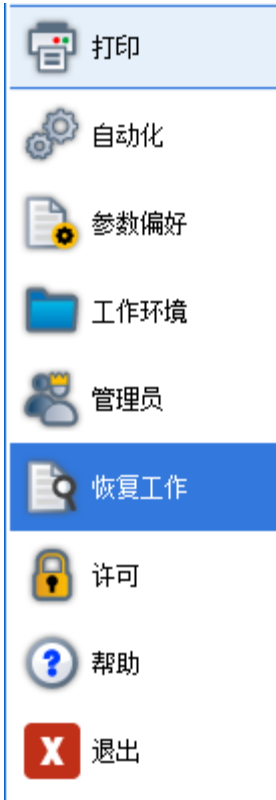 打印
自动化
参数偏好
工作环境
管理员
恢复工作
许可
帮助
退出